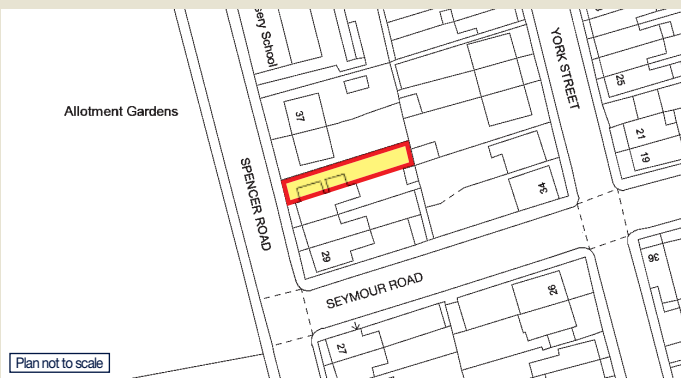 ery School
YORK STREET
25
Allotment Gardens
37
21
19
SPENCER ROAD
34
29
36
SEYMOUR ROAD
26
27
Plan not to scale